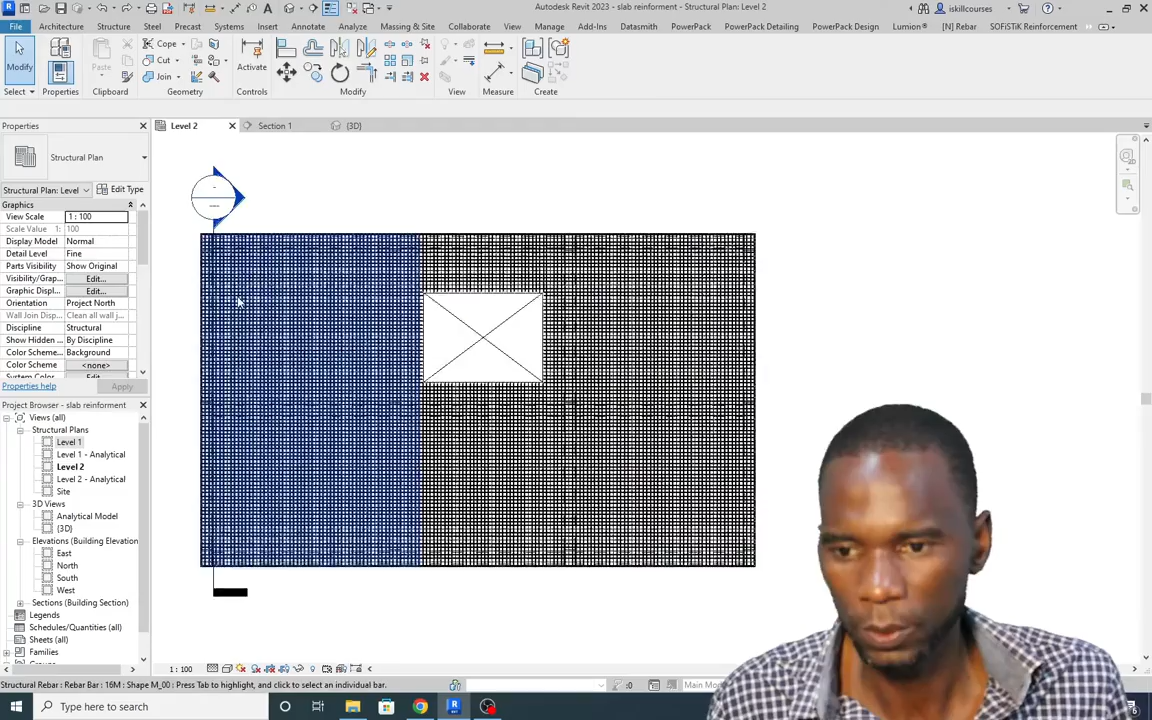 Autodesk Revit 2023 - slab reinforment - Structural Plan: Level 2
iskillcourses
File Architecture Structure Steel Precast Systems Insert Annotate Analyze Massing & Site Collaborate View Manage Add-Ins Datasmith PowerPack PowerPack Detailing PowerPack Design Lumion® [N] Rebar SOFiSTiK Reinforcement
Modify Paste Cope Cut Join Activate
Select Properties Clipboard Geometry Controls Modify View Measure Create
Properties Level 2 Section 1 {3D}
Structural Plan
Structural Plan: Level Edit Type
Graphics
View Scale 1 : 100
Scale Value 1: 100
Display Model Normal
Detail Level Fine
Parts Visibility Show Original
Visibility/Grap... Edit...
Graphic Displ... Edit...
Orientation Project North
Wall Join Disp... Clean all wall j...
Discipline Structural
Show Hidden ... By Discipline
Color Scheme... Background
Color Scheme <none>
Properties help Apply
Project Browser - slab reinforment
Views (all)
Structural Plans
Level 1
Level 1 - Analytical
Level 2
Level 2 - Analytical
Site
3D Views
Analytical Model
{3D}
Elevations (Building Elevation
East
North
South
West
Sections (Building Section)
Legends
Schedules/Quantities (all)
Sheets (all)
Families
1 : 100
Structural Rebar : Rebar Bar : 16M : Shape M_00 : Press Tab to highlight, and click to select an individual bar.
:0
Main Mo
Type here to search